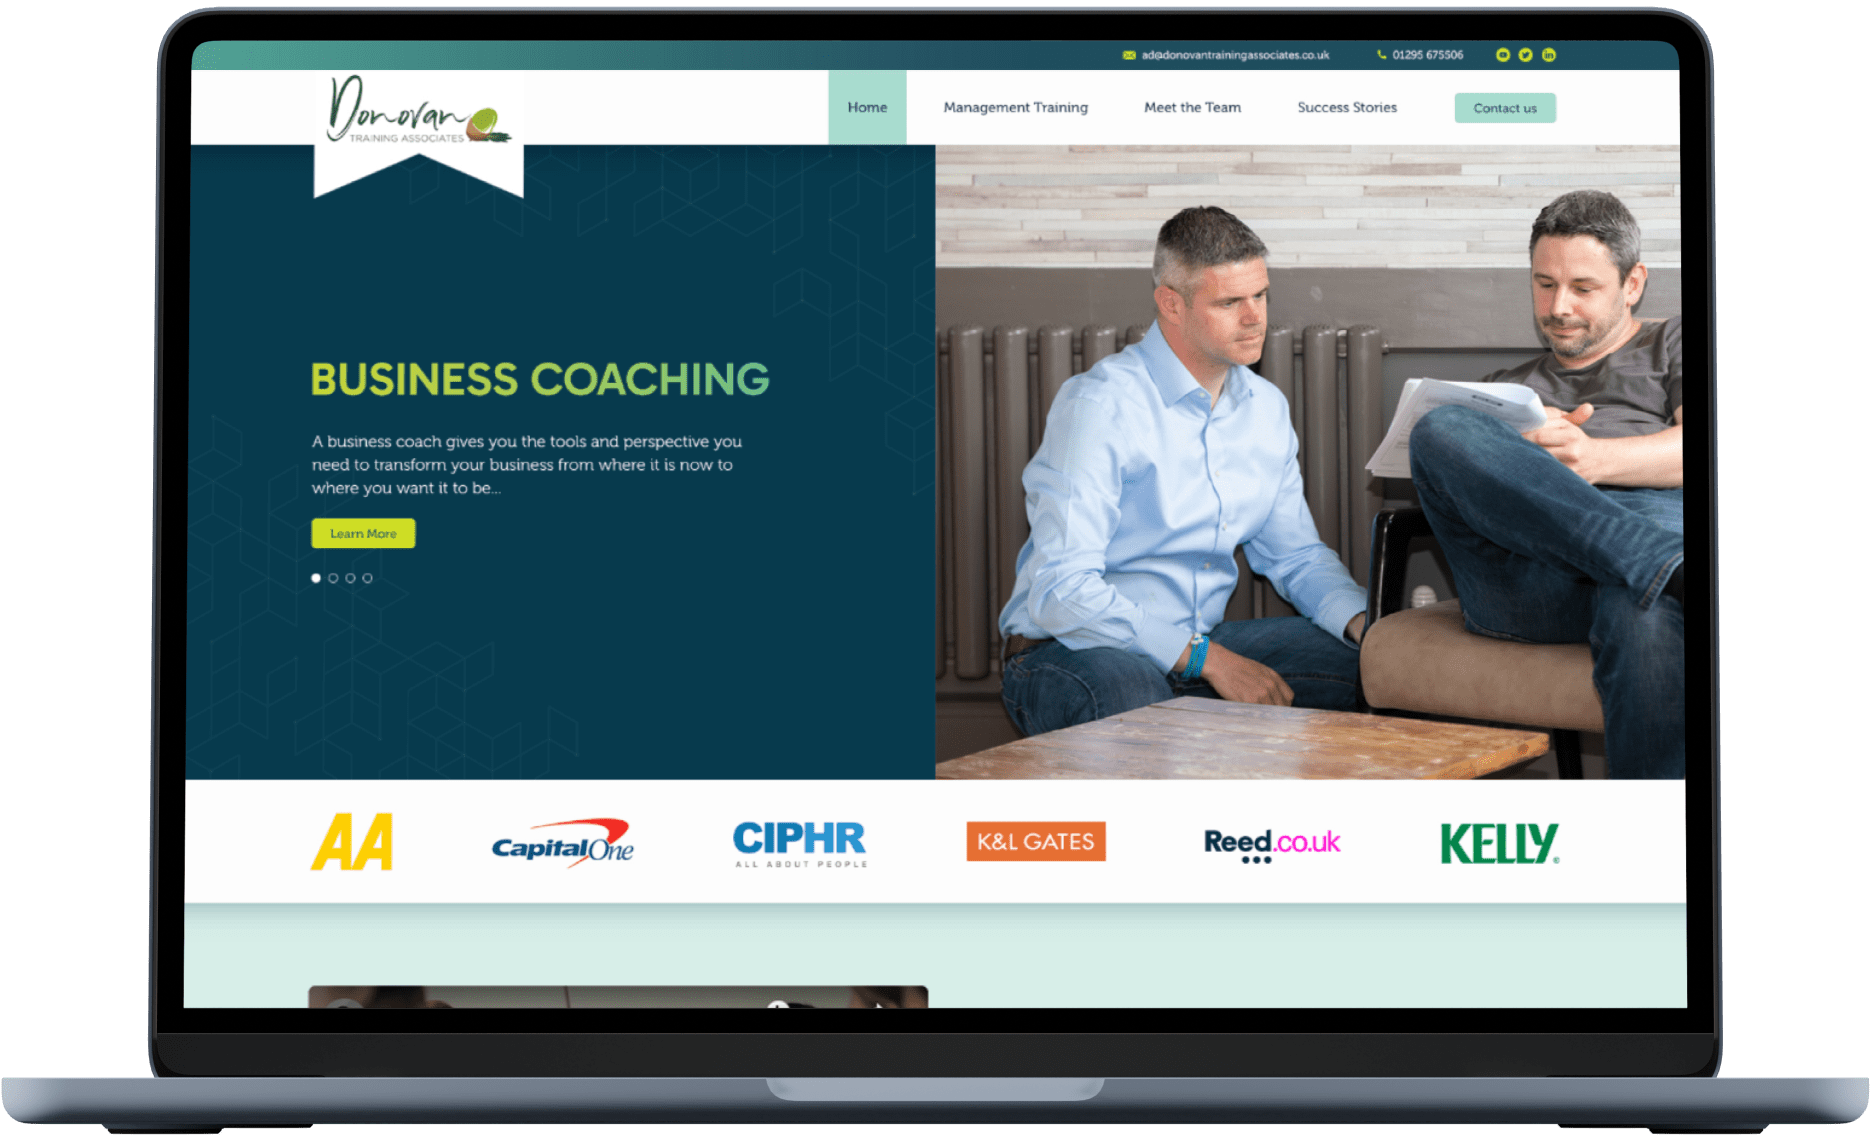 ad@donovantrainingassociates.co.uk
01295 675506
Donovan
TRAINING ASSOCIATES
Home
Management Training
Meet the Team
Success Stories
Contact us
BUSINESS COACHING
A business coach gives you the tools and perspective you
need to transform your business from where it is now to
where you want it to be...
Learn More
AA
CapitalOne
CIPHR
ALL ABOUT PEOPLE
K&L GATES
Reed.co.uk
KELLY®